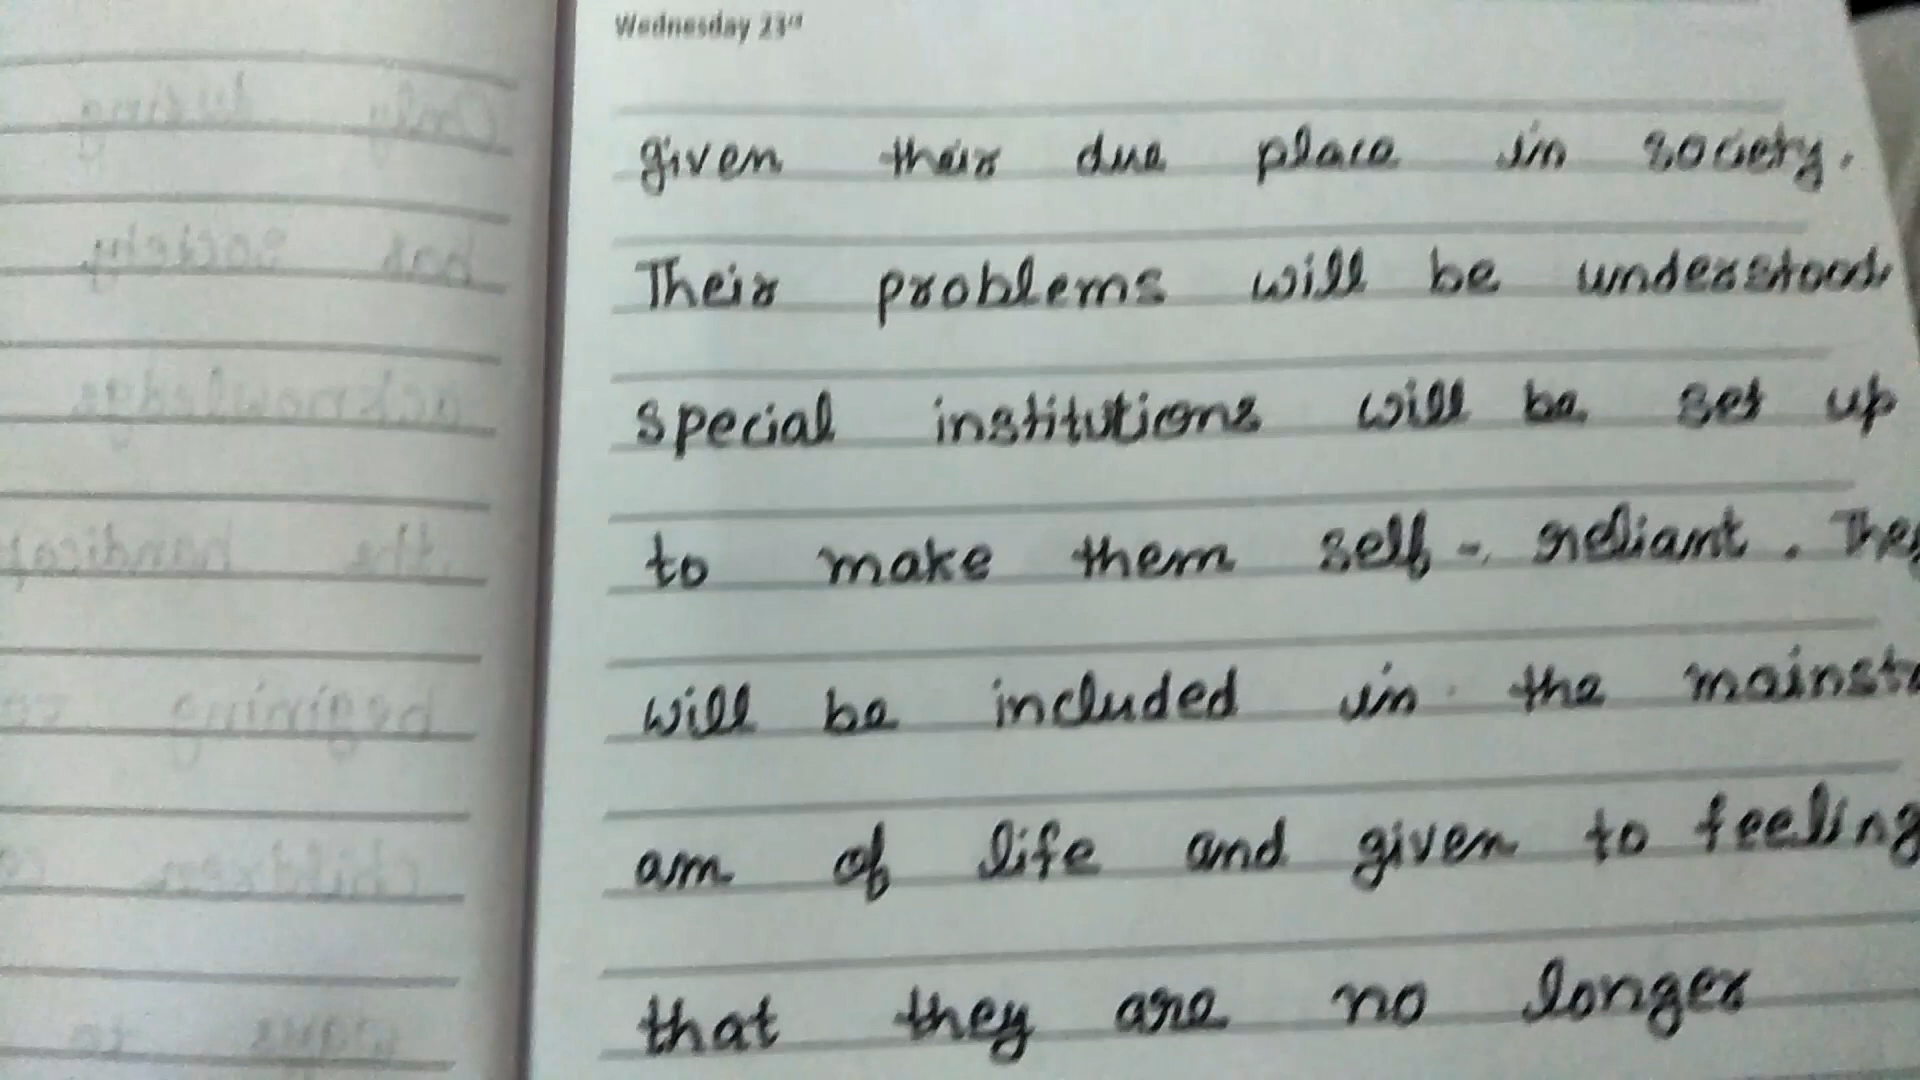 Wednesday 23rd
given their due place in society.
Their problems will be understood.
special institutions will be set up
to make them self - reliant. They
will be included in the mainst
am of life and given to feeling
that they are no longer